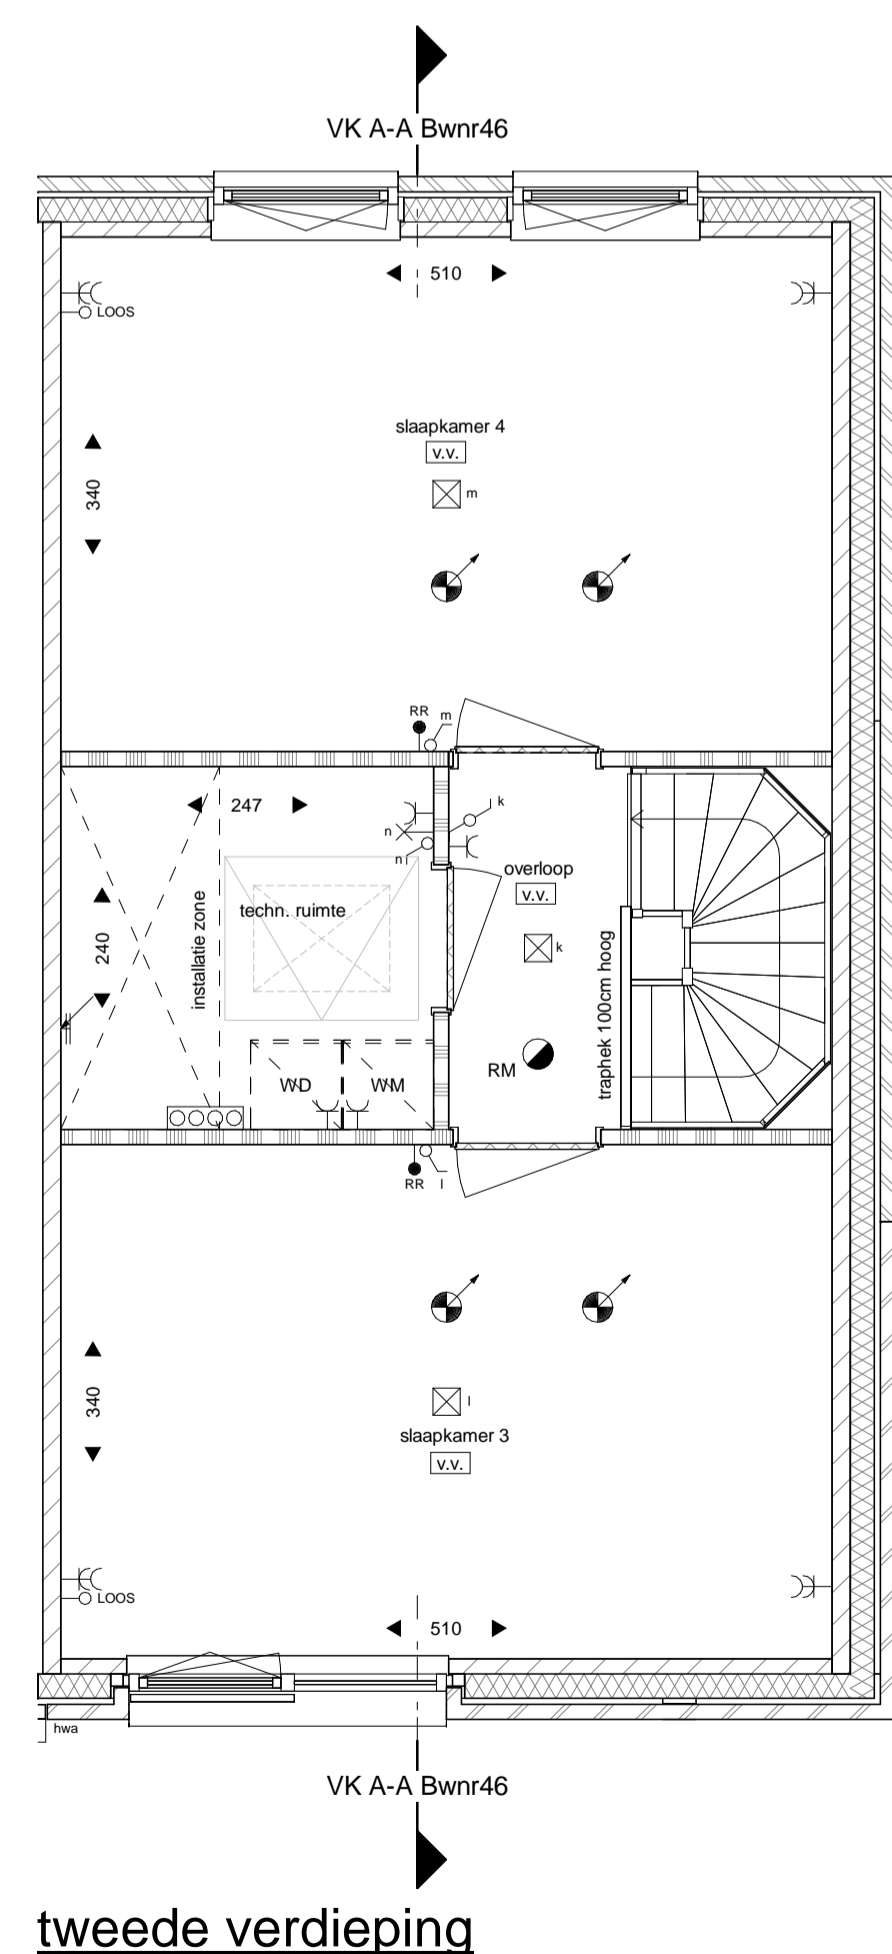 VK A-A Bwnr46
510
LOOS
slaapkamer 4
v.v.
340
m
RR
m
247
k
n
n
overloop
v.v.
techn. ruimte
installatie zone
240
k
traphek 100cm hoog
RM
WD
WM
RR
l
340
l
slaapkamer 3
v.v.
LOOS
510
hwa
VK A-A Bwnr46
tweede verdieping